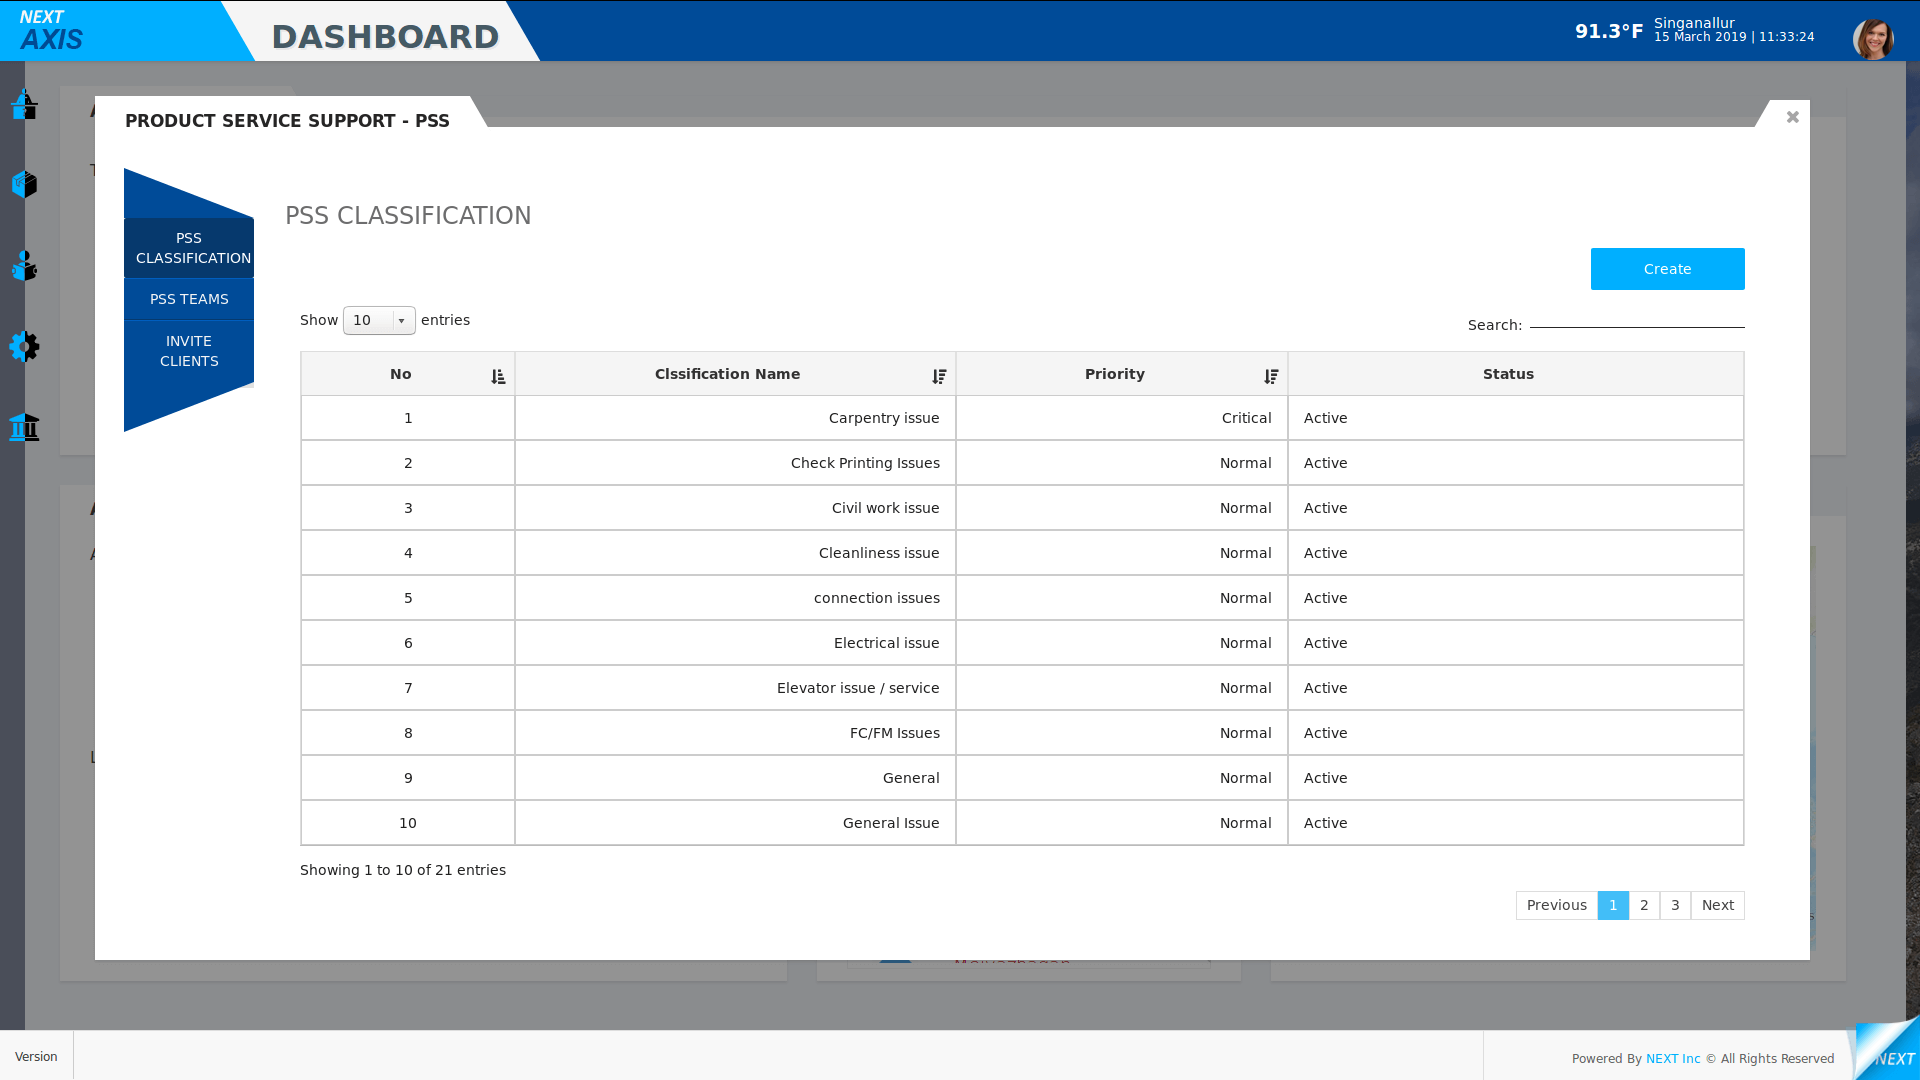 NEXT
AXIS
DASHBOARD
91.3°F
Singanallur
15 March 2019 | 11:33:24
PRODUCT SERVICE SUPPORT - PSS
PSS
CLASSIFICATION
PSS TEAMS
INVITE
CLIENTS
PSS CLASSIFICATION
Create
Show 10 entries
Search:
No Clssification Name Priority Status
1 Carpentry issue Critical Active
2 Check Printing Issues Normal Active
3 Civil work issue Normal Active
4 Cleanliness issue Normal Active
5 connection issues Normal Active
6 Electrical issue Normal Active
7 Elevator issue / service Normal Active
8 FC/FM Issues Normal Active
9 General Normal Active
10 General Issue Normal Active
Showing 1 to 10 of 21 entries
Previous 1 2 3 Next
Version
Powered By NEXT Inc © All Rights Reserved
NEXT